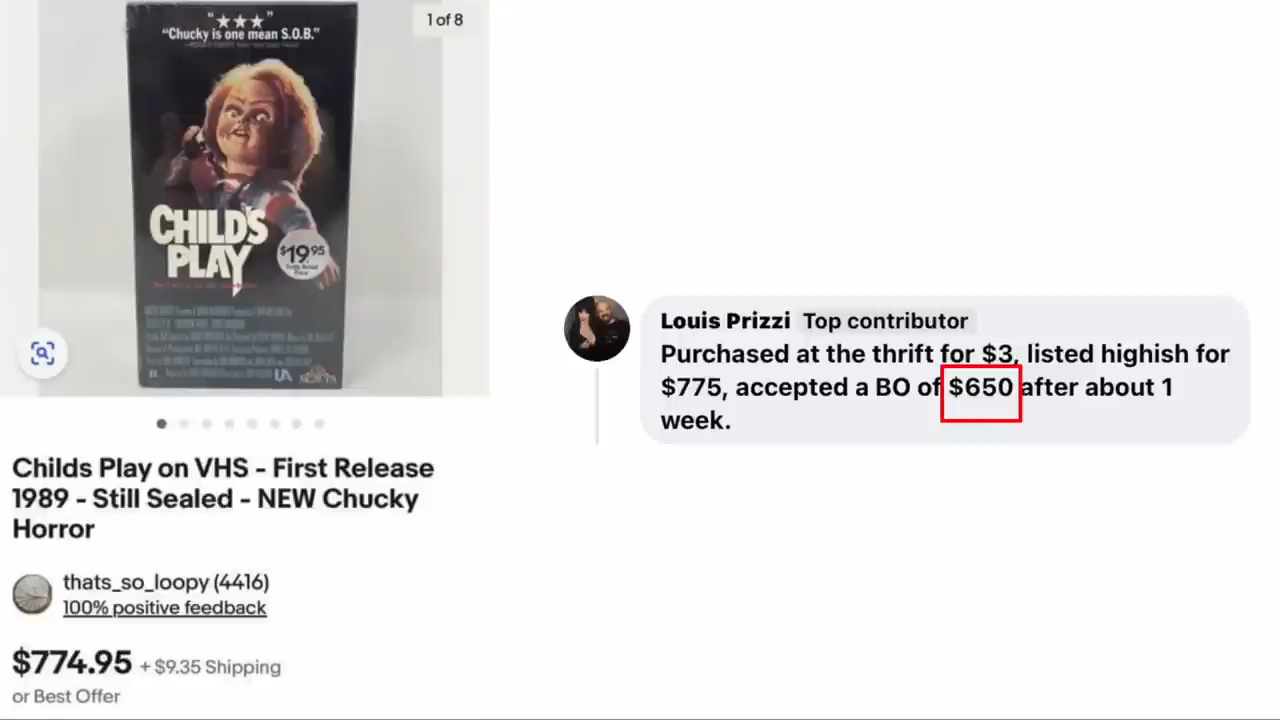 1 of 8
"★★★"
"Chucky is one mean S.O.B."
CHILD'S
PLAY
$19.95
UA
Childs Play on VHS - First Release
1989 - Still Sealed - NEW Chucky
Horror
thats_so_loopy (4416)
100% positive feedback
$774.95 + $9.35 Shipping
or Best Offer
Louis Prizzi Top contributor
Purchased at the thrift for $3, listed highish for
$775, accepted a BO of $650 after about 1
week.